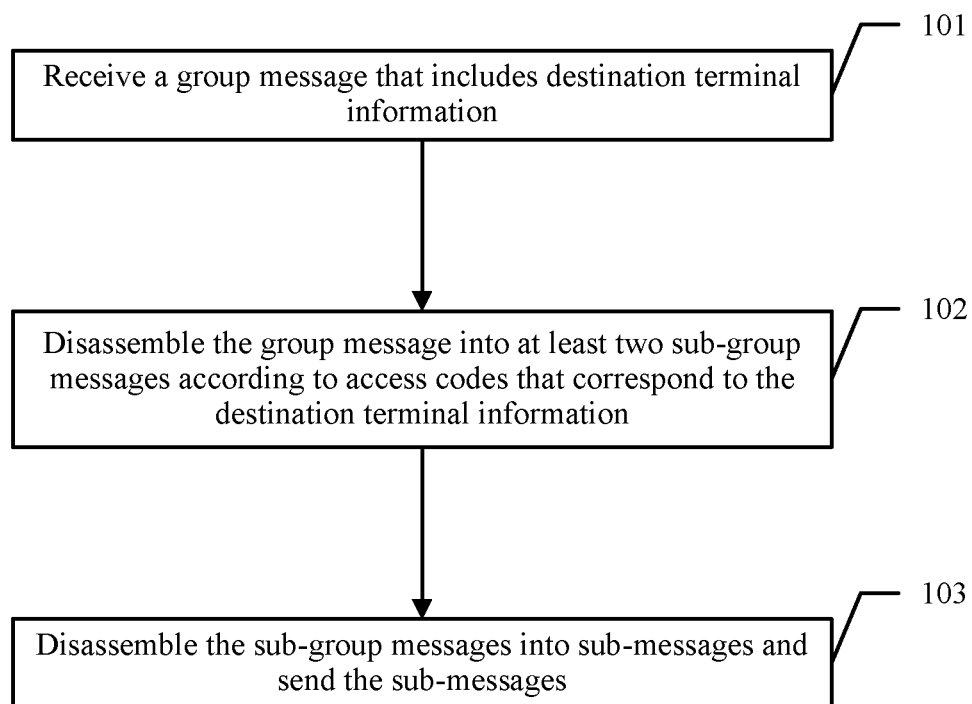 101
Receive a group message that includes destination terminal
information
102
Disassemble the group message into at least two sub-group
messages according to access codes that correspond to the
destination terminal information
103
Disassemble the sub-group messages into sub-messages and
send the sub-messages